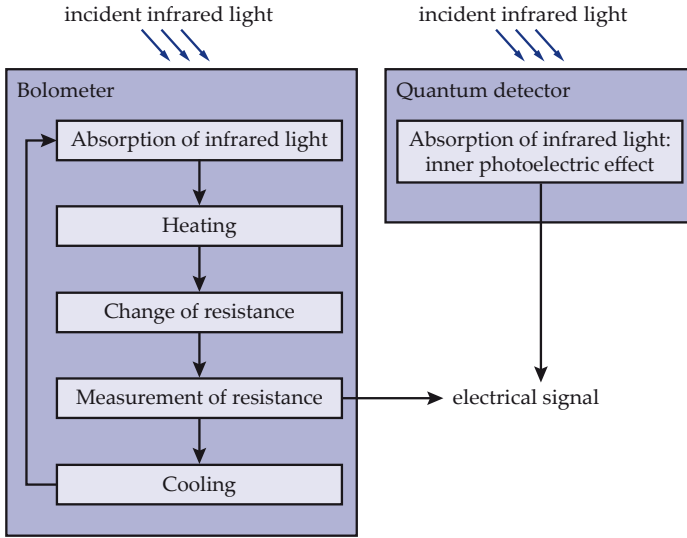 incident infrared light
Bolometer
Absorption of infrared light
Heating
Change of resistance
Measurement of resistance
Cooling
incident infrared light
Quantum detector
Absorption of infrared light:
inner photoelectric effect
electrical signal